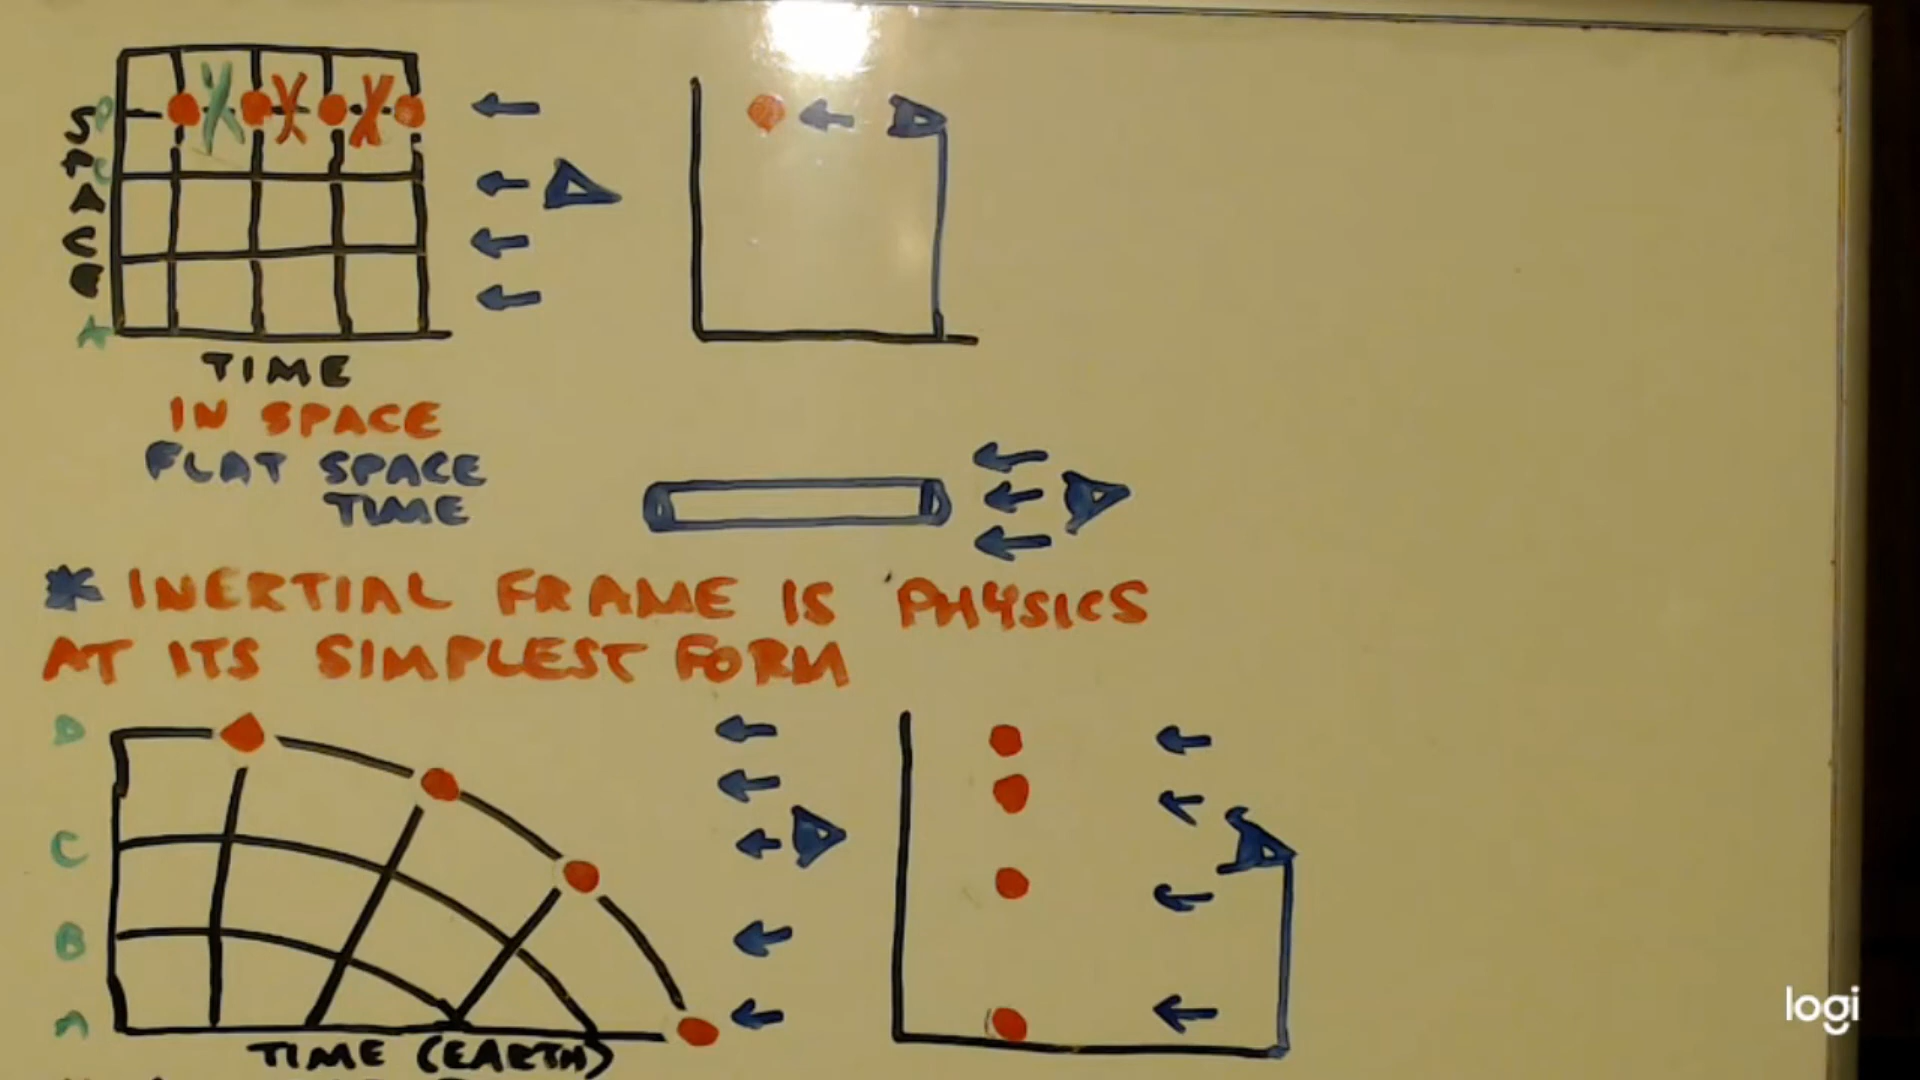 D
SPACE
C
A
TIME
IN SPACE
FLAT SPACE
TIME
* INERTIAL FRAME IS PHYSICS
AT ITS SIMPLEST FORM
D
C
B
A
TIME (EARTH)
logi